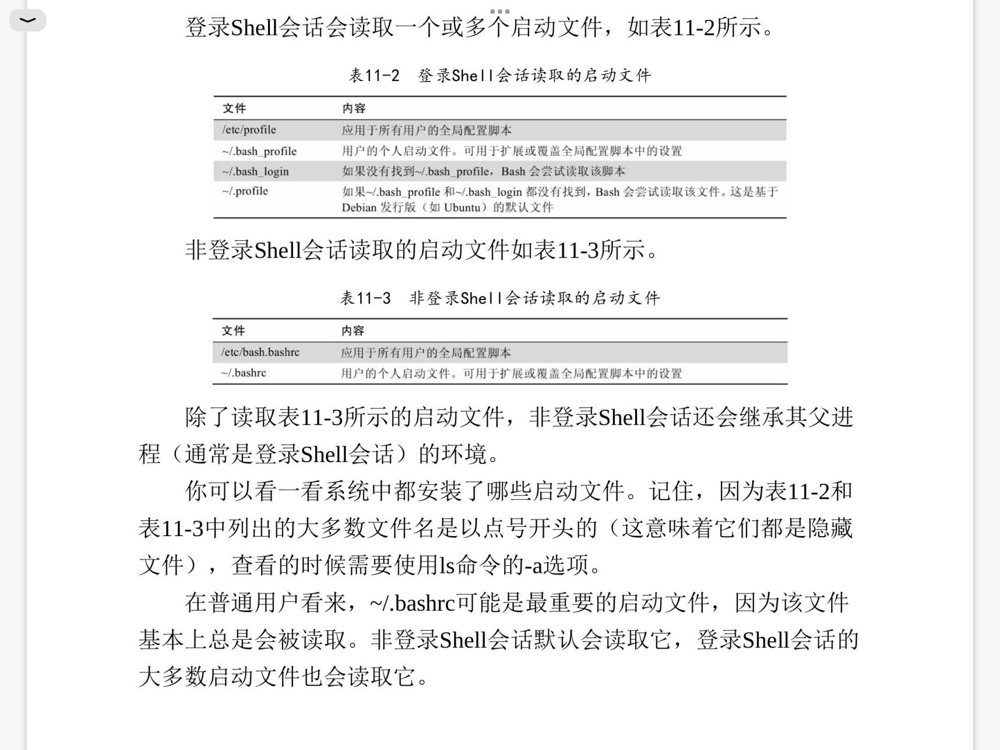 登录Shell会话会读取一个或多个启动文件，如表11-2所示。
表11-2 登录Shell会话读取的启动文件
文件 内容
/etc/profile 应用于所有用户的全局配置脚本
~/.bash_profile 用户的个人启动文件。可用于扩展或覆盖全局配置脚本中的设置
~/.bash_login 如果没有找到~/.bash_profile，Bash 会尝试读取该脚本
~/.profile 如果~/.bash_profile 和~/.bash_login 都没有找到，Bash 会尝试读取该文件。这是基于
Debian 发行版（如 Ubuntu）的默认文件
非登录Shell会话读取的启动文件如表11-3所示。
表11-3 非登录Shell会话读取的启动文件
文件 内容
/etc/bash.bashrc 应用于所有用户的全局配置脚本
~/.bashrc 用户的个人启动文件。可用于扩展或覆盖全局配置脚本中的设置
除了读取表11-3所示的启动文件，非登录Shell会话还会继承其父进
程（通常是登录Shell会话）的环境。
你可以看一看系统中都安装了哪些启动文件。记住，因为表11-2和
表11-3中列出的大多数文件名是以点号开头的（这意味着它们都是隐藏
文件），查看的时候需要使用ls命令的-a选项。
在普通用户看来，~/.bashrc可能是最重要的启动文件，因为该文件
基本上总是会被读取。非登录Shell会话默认会读取它，登录Shell会话的
大多数启动文件也会读取它。